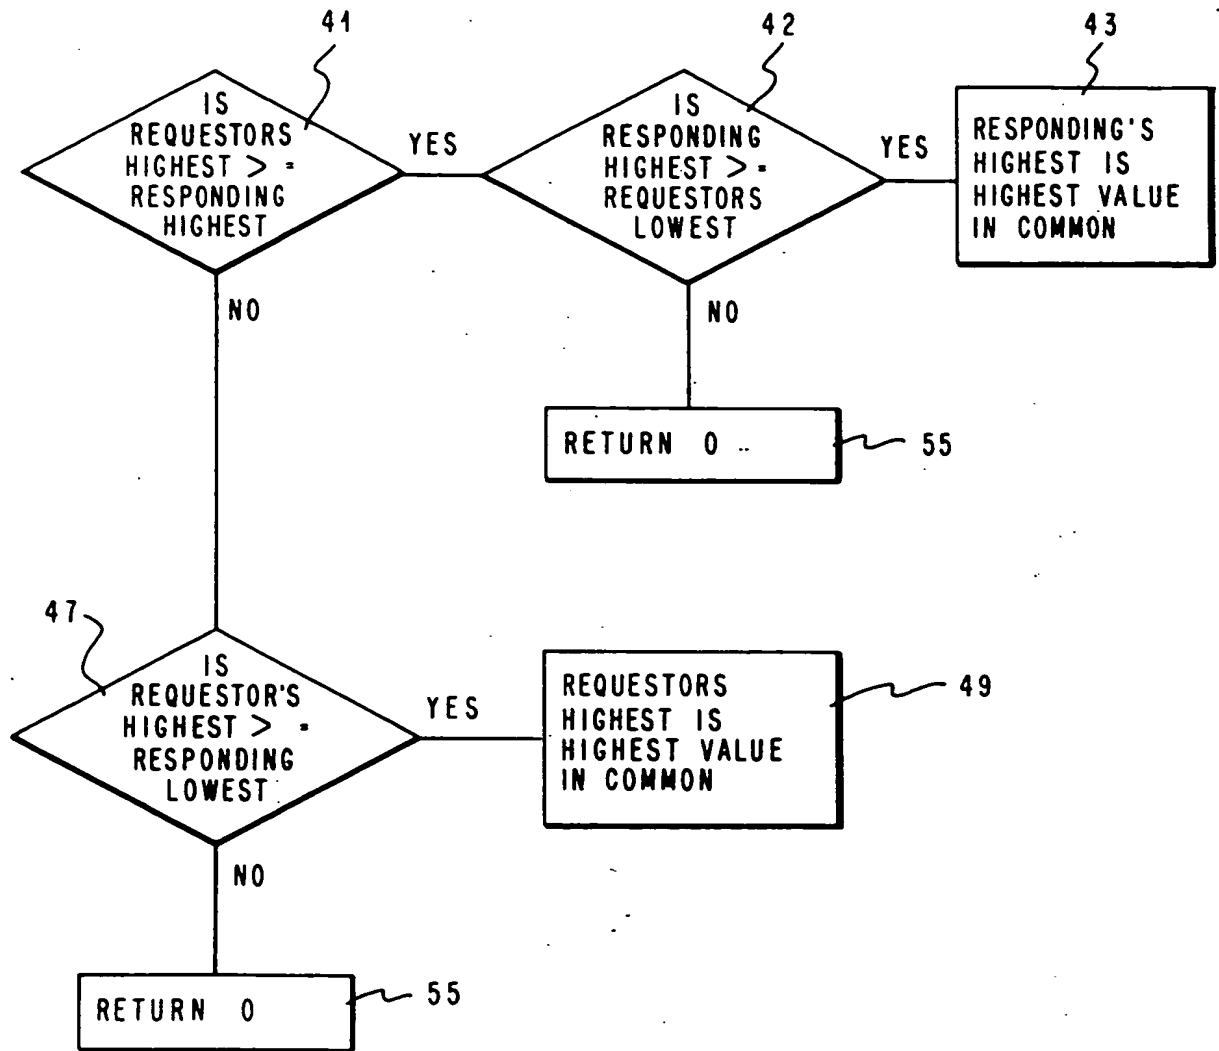 41
42
43
IS
REQUESTORS
HIGHEST > =
RESPONDING
HIGHEST
YES
IS
RESPONDING
HIGHEST > =
REQUESTORS
LOWEST
YES
RESPONDING'S
HIGHEST IS
HIGHEST VALUE
IN COMMON
NO
NO
RETURN 0
55
47
IS
REQUESTOR'S
HIGHEST > =
RESPONDING
LOWEST
YES
REQUESTORS
HIGHEST IS
HIGHEST VALUE
IN COMMON
49
NO
RETURN 0
55